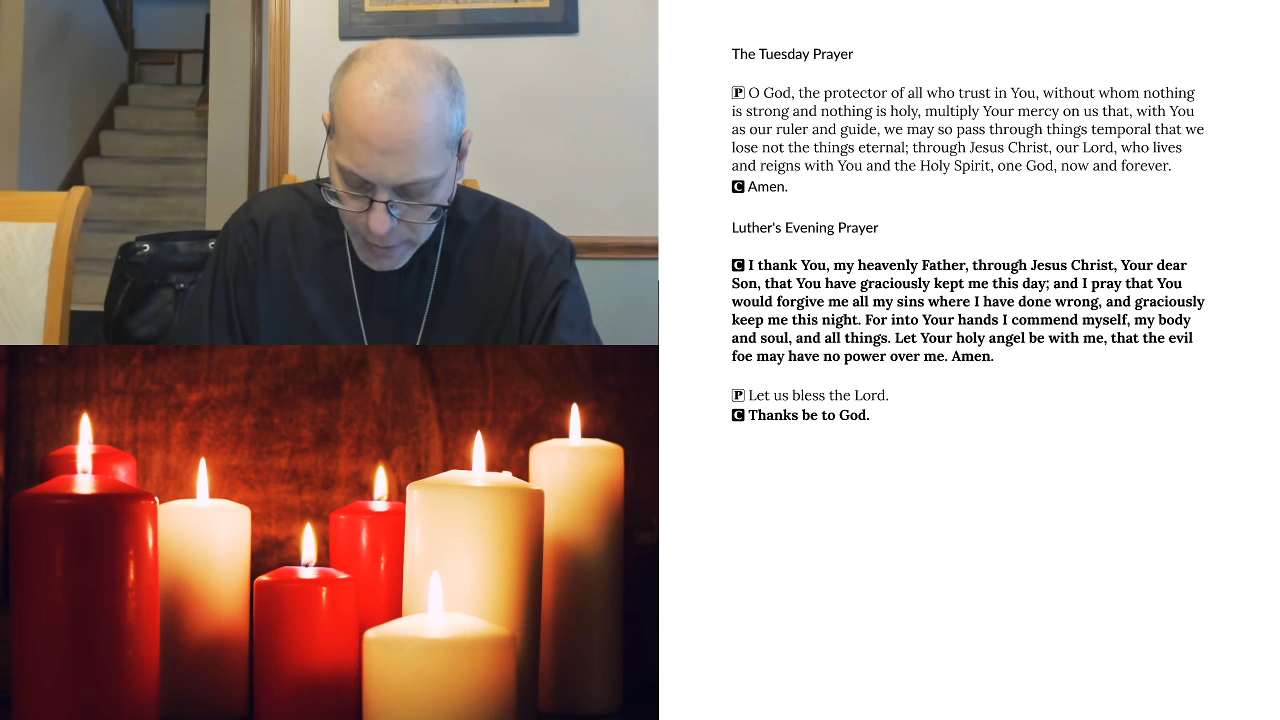 The Tuesday Prayer
P O God, the protector of all who trust in You, without whom nothing
is strong and nothing is holy, multiply Your mercy on us that, with You
as our ruler and guide, we may so pass through things temporal that we
lose not the things eternal; through Jesus Christ, our Lord, who lives
and reigns with You and the Holy Spirit, one God, now and forever.
C Amen.
Luther's Evening Prayer
C I thank You, my heavenly Father, through Jesus Christ, Your dear
Son, that You have graciously kept me this day; and I pray that You
would forgive me all my sins where I have done wrong, and graciously
keep me this night. For into Your hands I commend myself, my body
and soul, and all things. Let Your holy angel be with me, that the evil
foe may have no power over me. Amen.
P Let us bless the Lord.
C Thanks be to God.